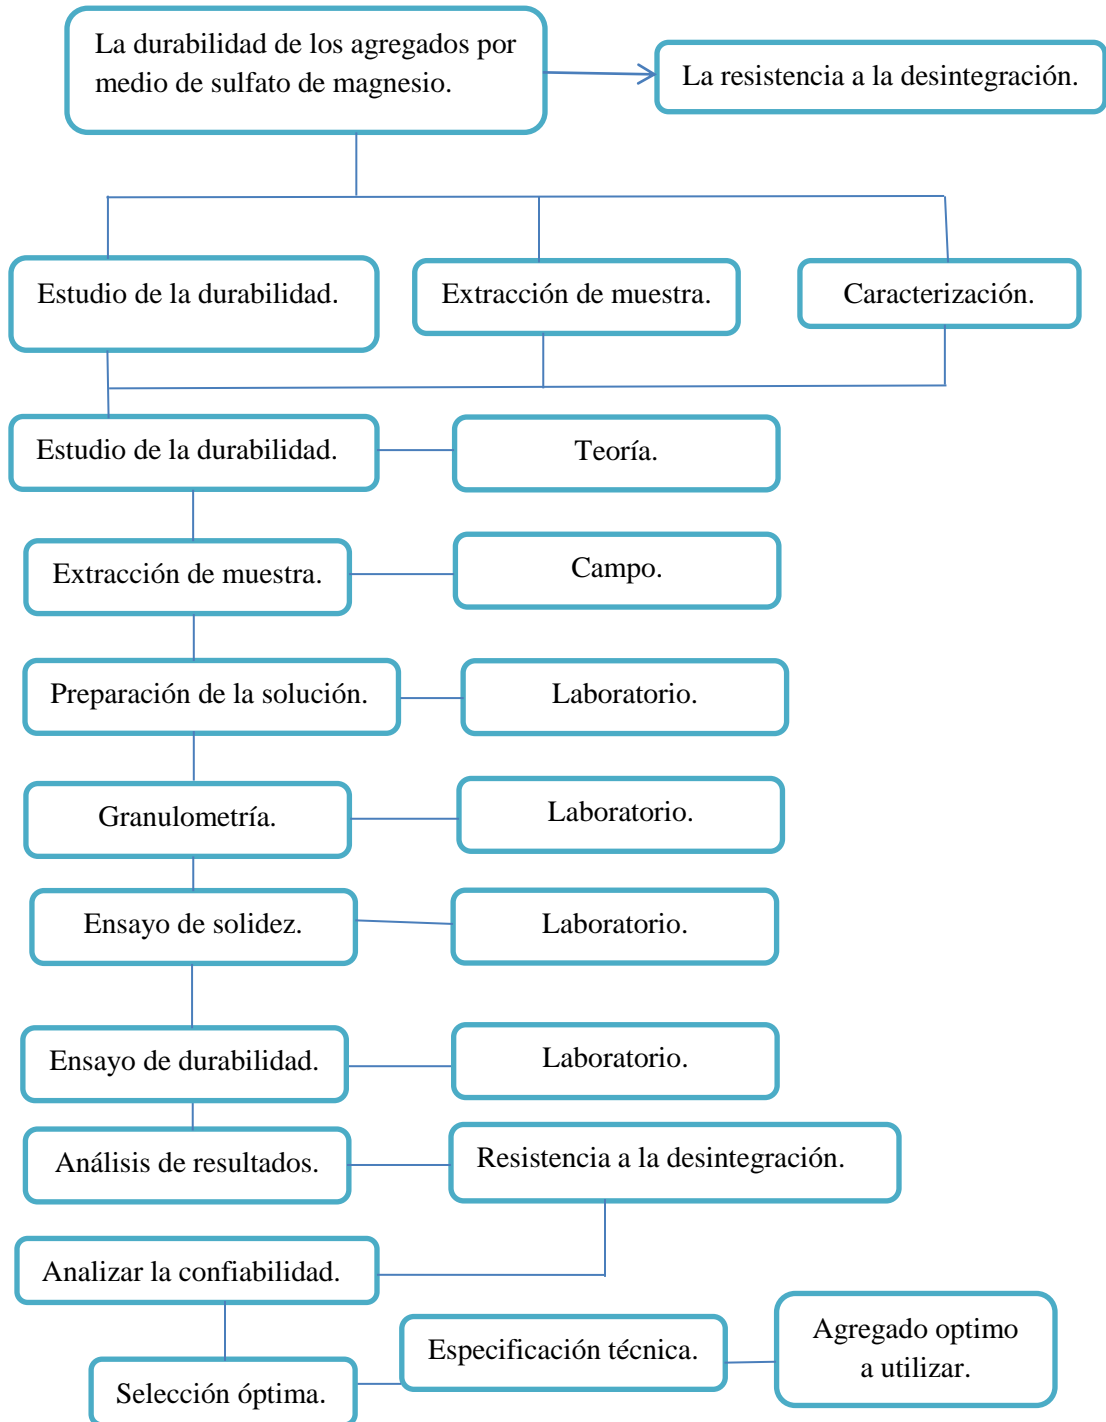 La durabilidad de los agregados por
medio de sulfato de magnesio.
La resistencia a la desintegración.
Estudio de la durabilidad.
Extracción de muestra.
Caracterización.
Estudio de la durabilidad.
Teoría.
Extracción de muestra.
Campo.
Preparación de la solución.
Laboratorio.
Granulometría.
Laboratorio.
Ensayo de solidez.
Laboratorio.
Ensayo de durabilidad.
Laboratorio.
Análisis de resultados.
Resistencia a la desintegración.
Analizar la confiabilidad.
Selección óptima.
Especificación técnica.
Agregado optimo
a utilizar.